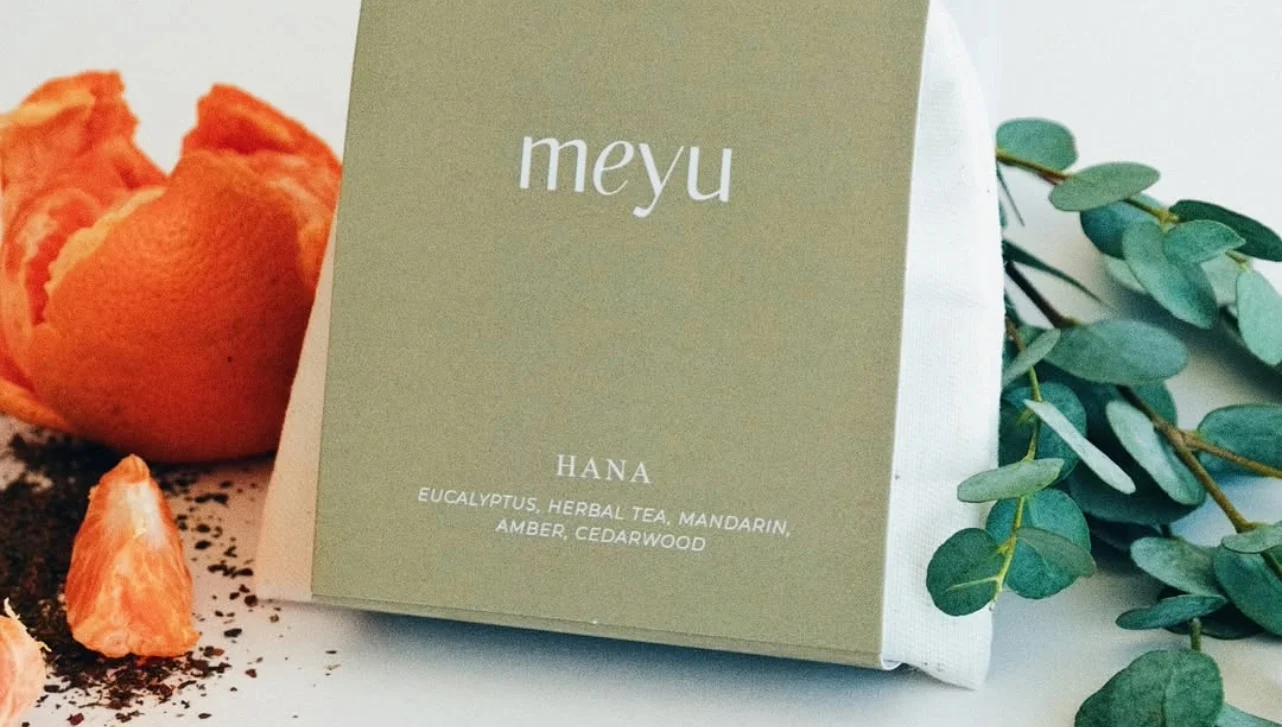 meyu
HANA
EUCALYPTUS, HERBAL TEA, MANDARIN,
AMBER, CEDARWOOD